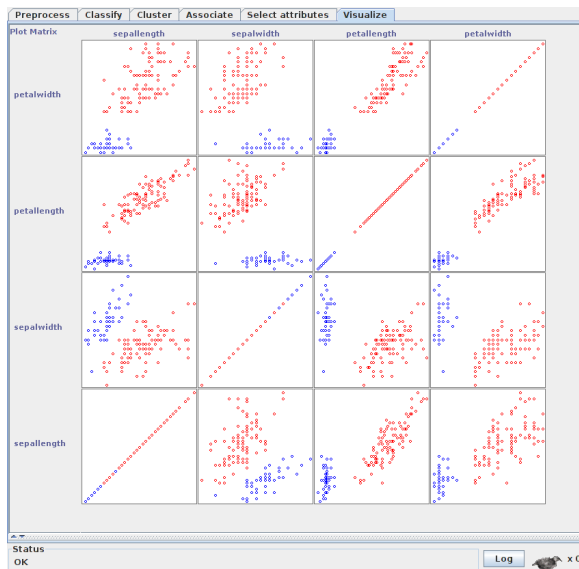 Preprocess Classify Cluster Associate Select attributes Visualize
Plot Matrix sepallength sepalwidth petallength petalwidth
petalwidth
petallength
sepalwidth
sepallength
Status
OK Log x